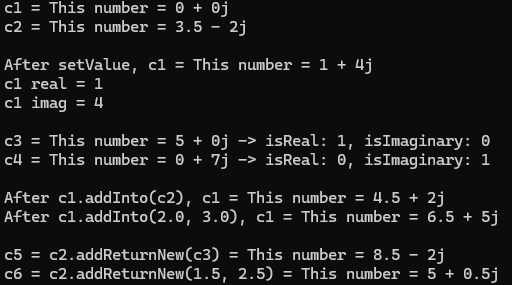 c1 = This number = 0 + 0j
c2 = This number = 3.5 - 2j
After setValue, c1 = This number = 1 + 4j
c1 real = 1
c1 imag = 4
c3 = This number = 5 + 0j -> isReal: 1, isImaginary: 0
c4 = This number = 0 + 7j -> isReal: 0, isImaginary: 1
After c1.addInto(c2), c1 = This number = 4.5 + 2j
After c1.addInto(2.0, 3.0), c1 = This number = 6.5 + 5j
c5 = c2.addReturnNew(c3) = This number = 8.5 - 2j
c6 = c2.addReturnNew(1.5, 2.5) = This number = 5 + 0.5j